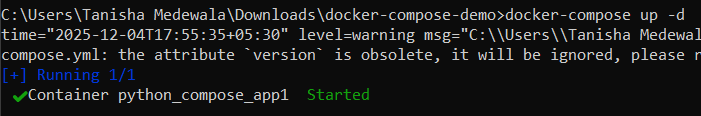 C:\Users\Tanisha Medewala\Downloads\docker-compose-demo>docker-compose up -d
time="2025-12-04T17:55:35+05:30" level=warning msg="C:\\Users\\Tanisha Medewal
compose.yml: the attribute `version` is obsolete, it will be ignored, please r
[+] Running 1/1
✔Container python_compose_app1  Started